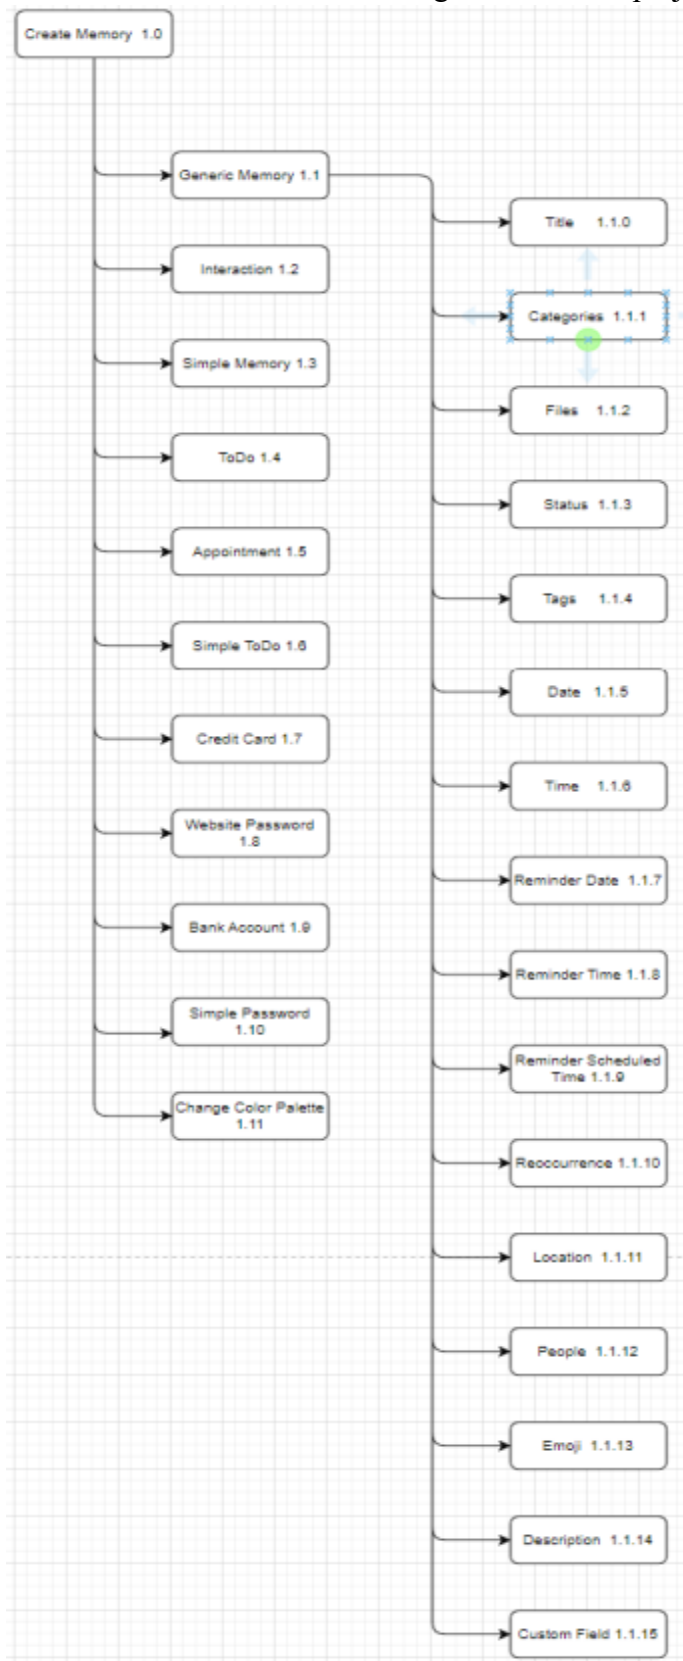 Create Memory 1.0
Generic Memory 1.1
Interaction 1.2
Simple Memory 1.3
ToDo 1.4
Appointment 1.5
Simple ToDo 1.6
Credit Card 1.7
Website Password
1.8
Bank Account 1.9
Simple Password
1.10
Change Color Palette
1.11
Title 1.1.0
Categories 1.1.1
Files 1.1.2
Status 1.1.3
Tags 1.1.4
Date 1.1.5
Time 1.1.6
Reminder Date 1.1.7
Reminder Time 1.1.8
Reminder Scheduled
Time 1.1.9
Reoccurrence 1.1.10
Location 1.1.11
People 1.1.12
Emoji 1.1.13
Description 1.1.14
Custom Field 1.1.15